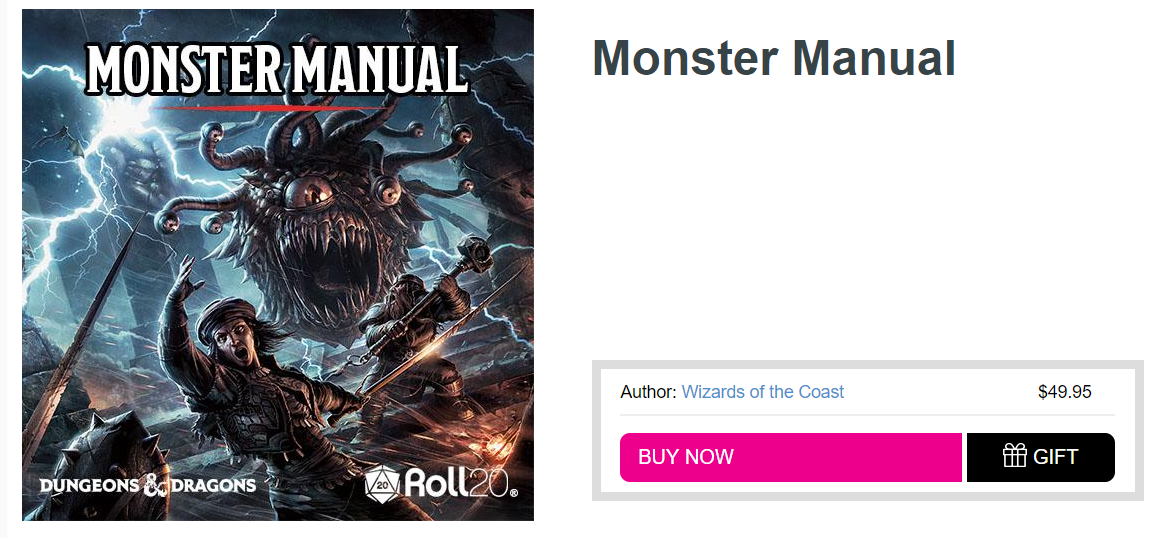 MONSTER MANUAL
DUNGEONS & DRAGONS
20
Roll20®
Monster Manual
Author: Wizards of the Coast
$49.95
BUY NOW
GIFT